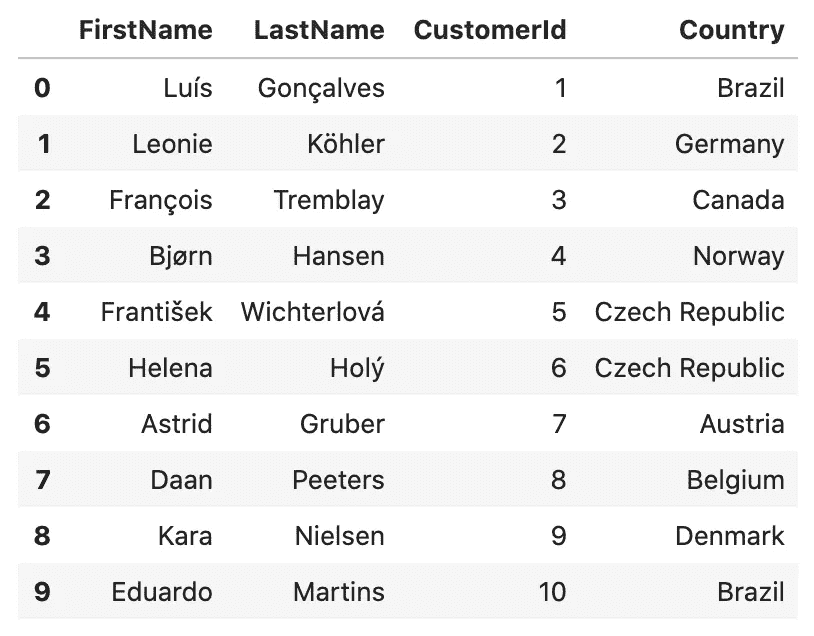 FirstName LastName CustomerId Country
0 Luís Gonçalves 1 Brazil
1 Leonie Köhler 2 Germany
2 François Tremblay 3 Canada
3 Bjørn Hansen 4 Norway
4 František Wichterlová 5 Czech Republic
5 Helena Holý 6 Czech Republic
6 Astrid Gruber 7 Austria
7 Daan Peeters 8 Belgium
8 Kara Nielsen 9 Denmark
9 Eduardo Martins 10 Brazil